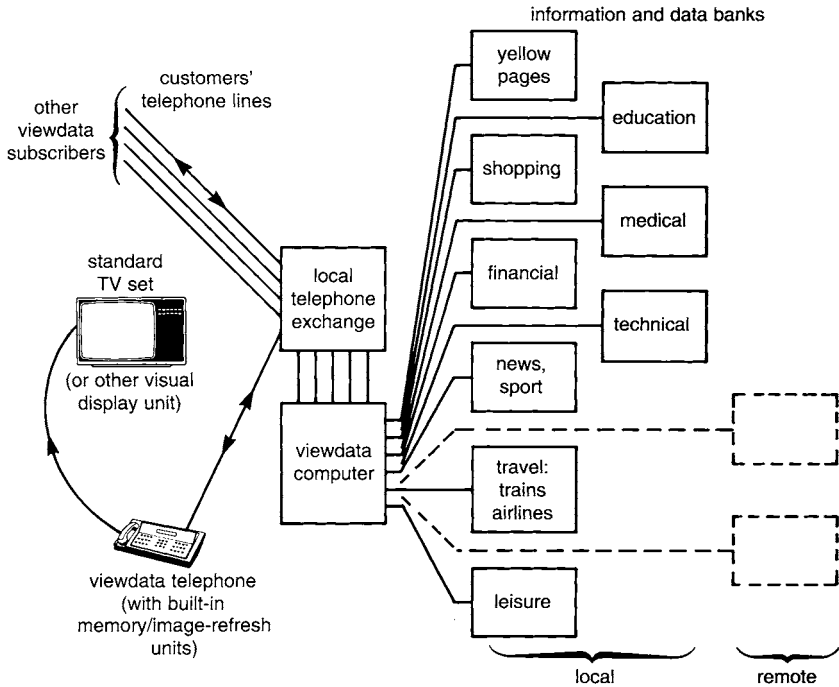 information and data banks
customers'
telephone lines
other
viewdata
subscribers
yellow
pages
education
shopping
medical
standard
TV set
local
telephone
exchange
financial
technical
(or other visual
display unit)
news,
sport
viewdata
computer
travel:
trains
airlines
viewdata telephone
(with built-in
memory/image-refresh
units)
leisure
local
remote